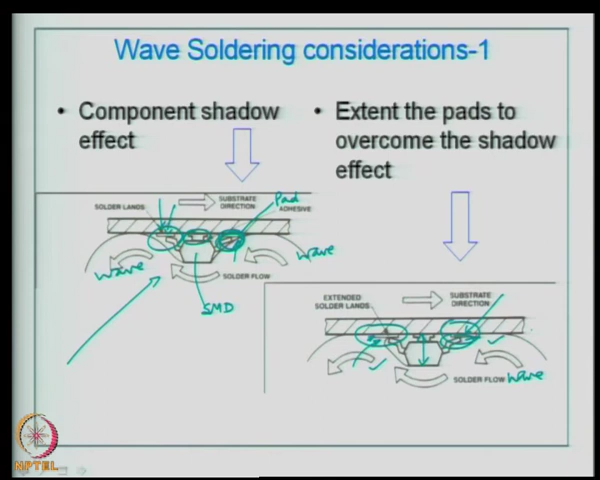 Wave Soldering considerations-1
• Component shadow
effect
• Extent the pads to
overcome the shadow
effect
SOLDER LANDS
SUBSTRATE
DIRECTION
Pad
ADHESIVE
wave
wave
SOLDER FLOW
SMD
EXTENDED
SOLDER LANDS
SUBSTRATE
DIRECTION
SOLDER FLOW wave
NPTEL